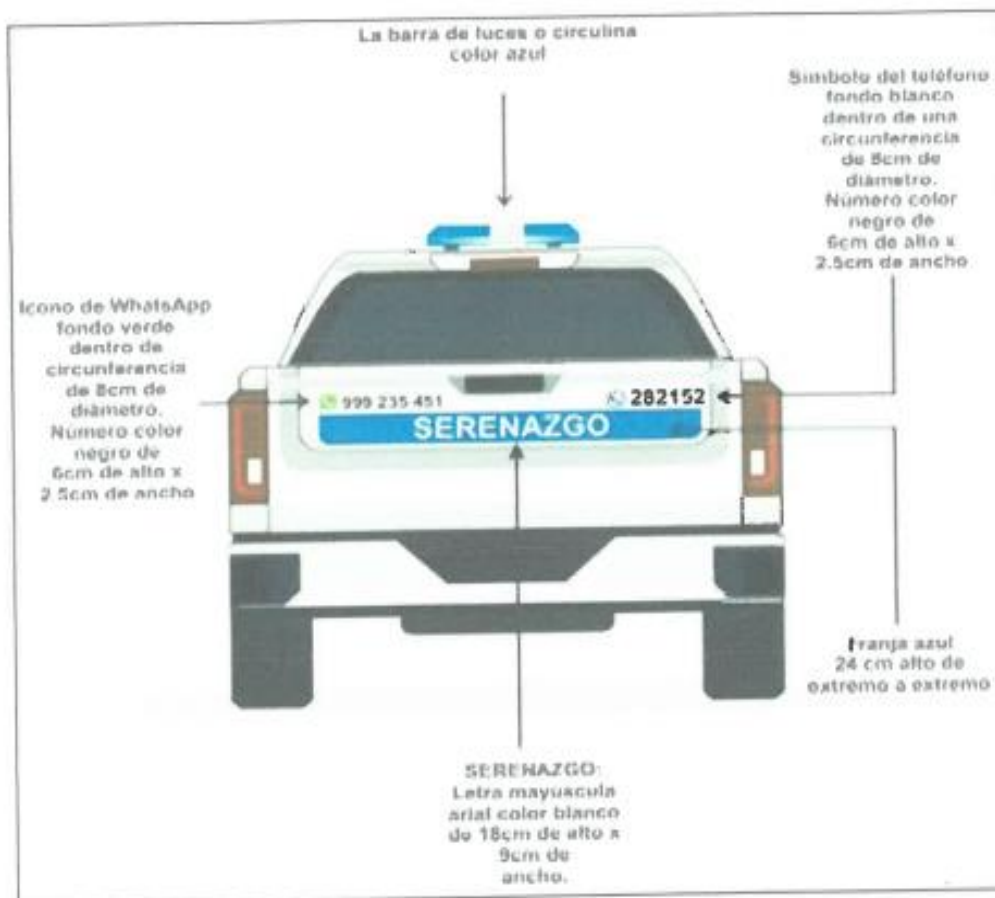 La barra de luces o circulina
color azul
Símbolo del teléfono
fondo blanco
dentro de una
circunferencia
de 8cm de
diámetro.
Número color
negro de
6cm de alto x
2.5cm de ancho
Icono de WhatsApp
fondo verde
dentro de
circunferencia
de 8cm de
diámetro.
Número color
negro de
6cm de alto x
2.5cm de ancho
999 235 451
282152
SERENAZGO
Franja azul
24 cm alto de
extremo a extremo
SERENAZGO:
Letra mayúscula
arial color blanco
de 18cm de alto x
9cm de
ancho.